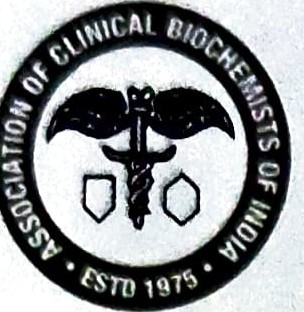 ASSOCIATION OF CLINICAL BIOCHEMISTS OF INDIA
• ESTD 1975 •